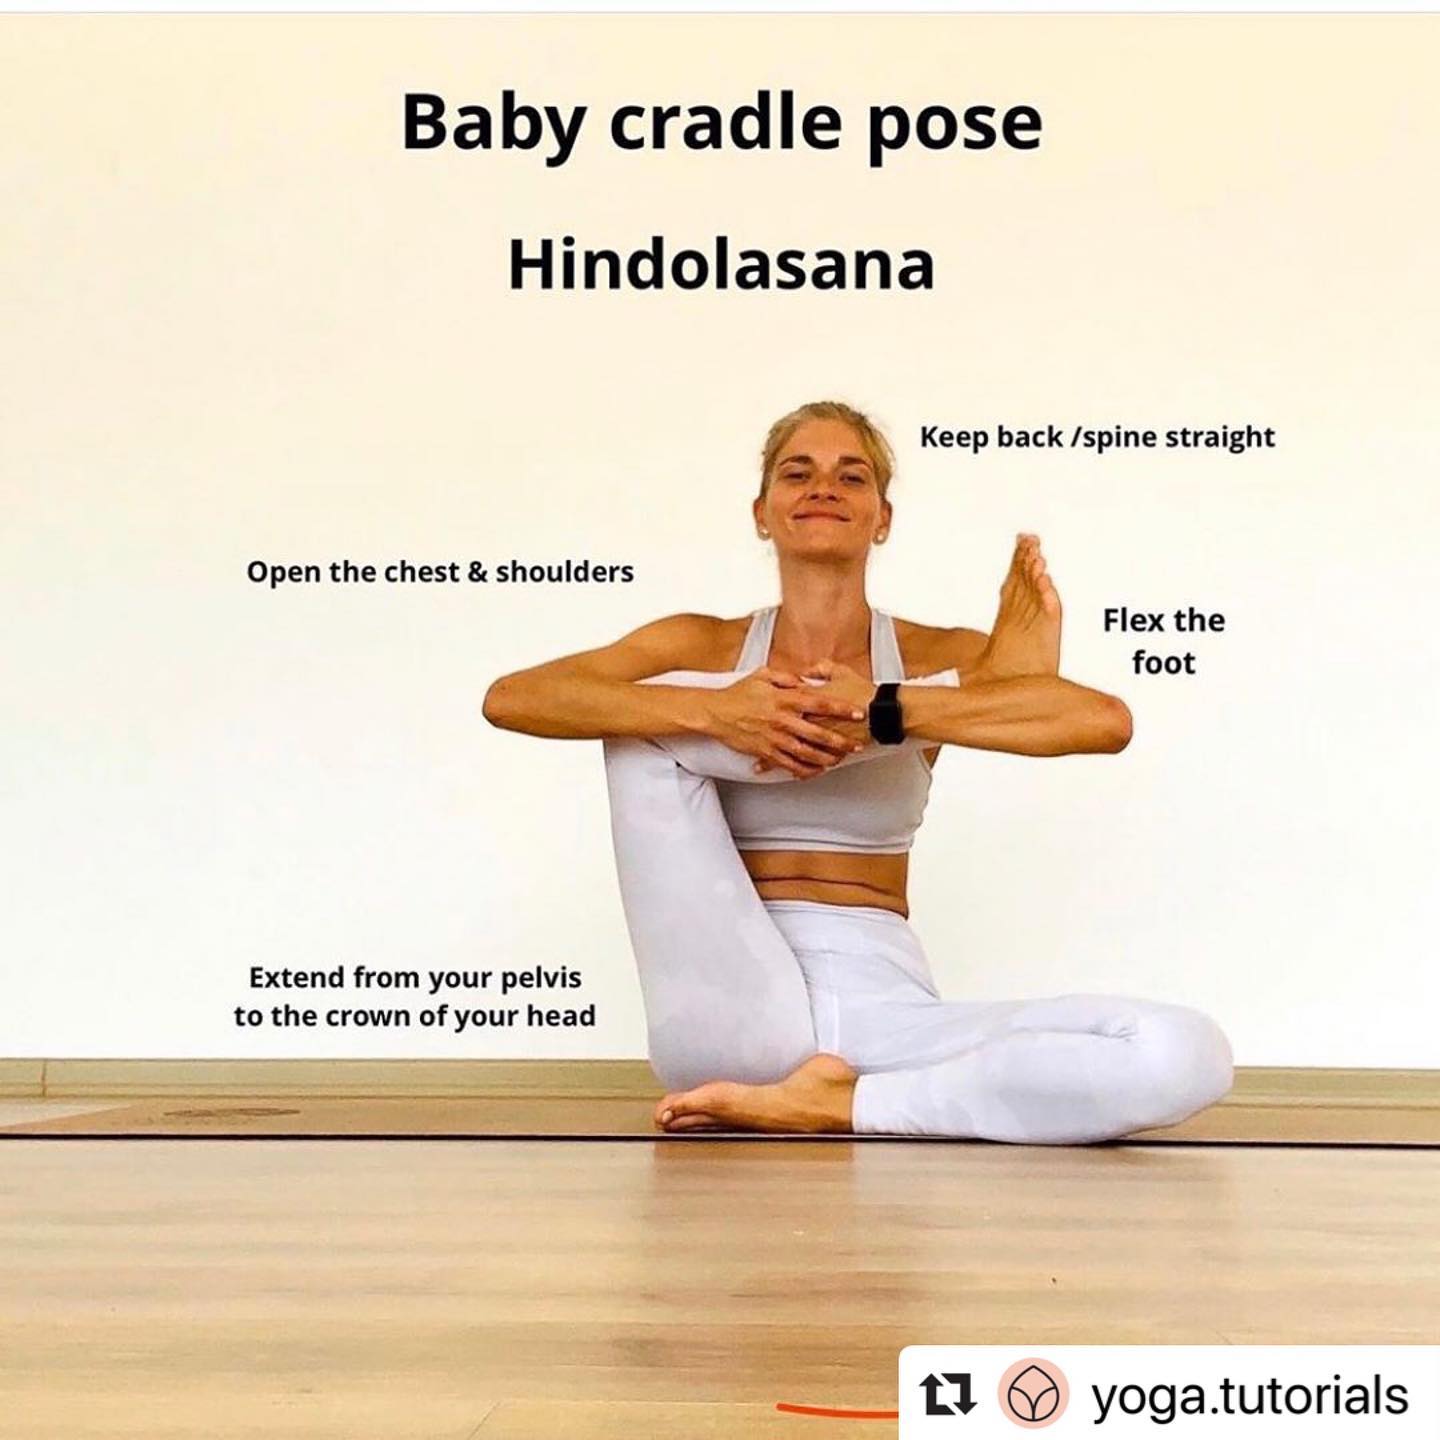 Baby cradle pose
Hindolasana
Keep back /spine straight
Open the chest & shoulders
Flex the
foot
Extend from your pelvis
to the crown of your head
yoga.tutorials